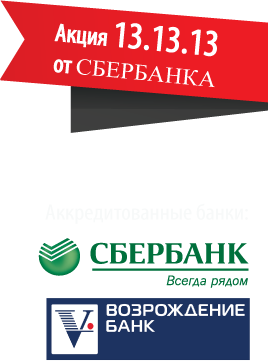 Акция 13.13.13
от СБЕРБАНКА
Аккредитованные банки:
СБЕРБАНК
Всегда рядом
V.
ВОЗРОЖДЕНИЕ
БАНК